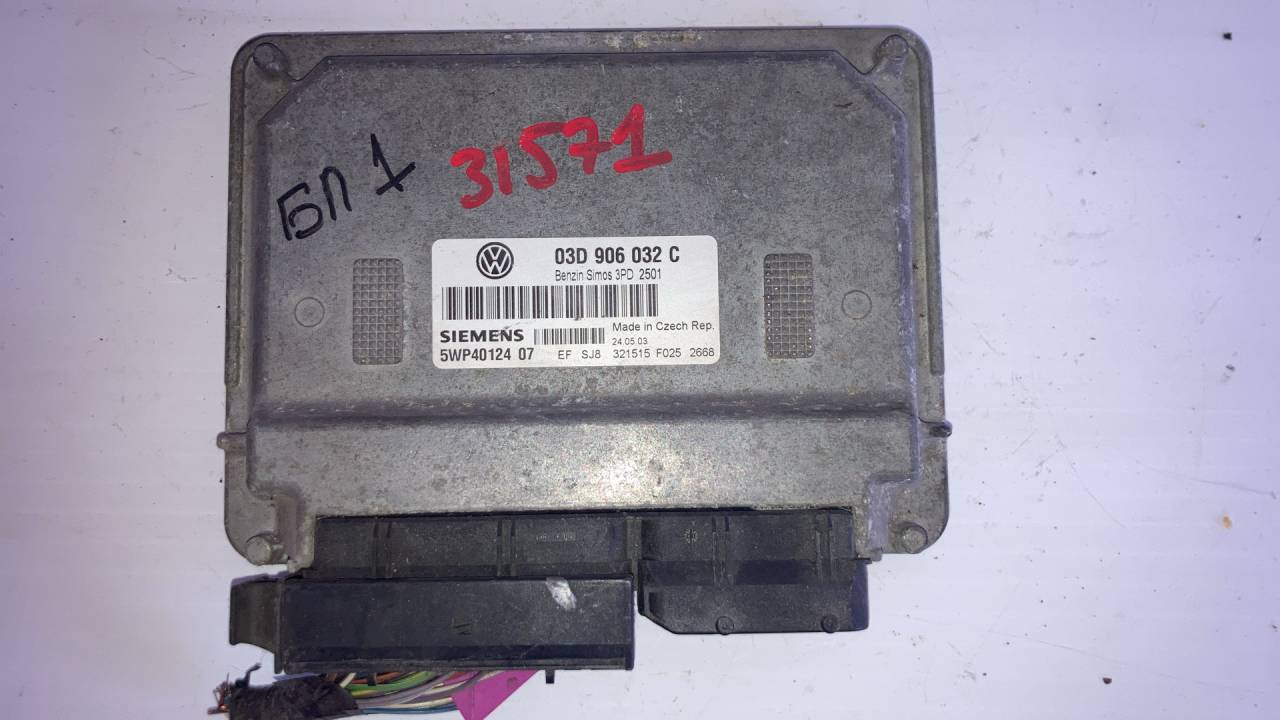 БП 1
31571
03D 906 032 C
Benzin Simos 3PD 2501
SIEMENS
Made in Czech Rep.
24.05.03
5WP40124 07 EF SJ8 321515 F025 2668